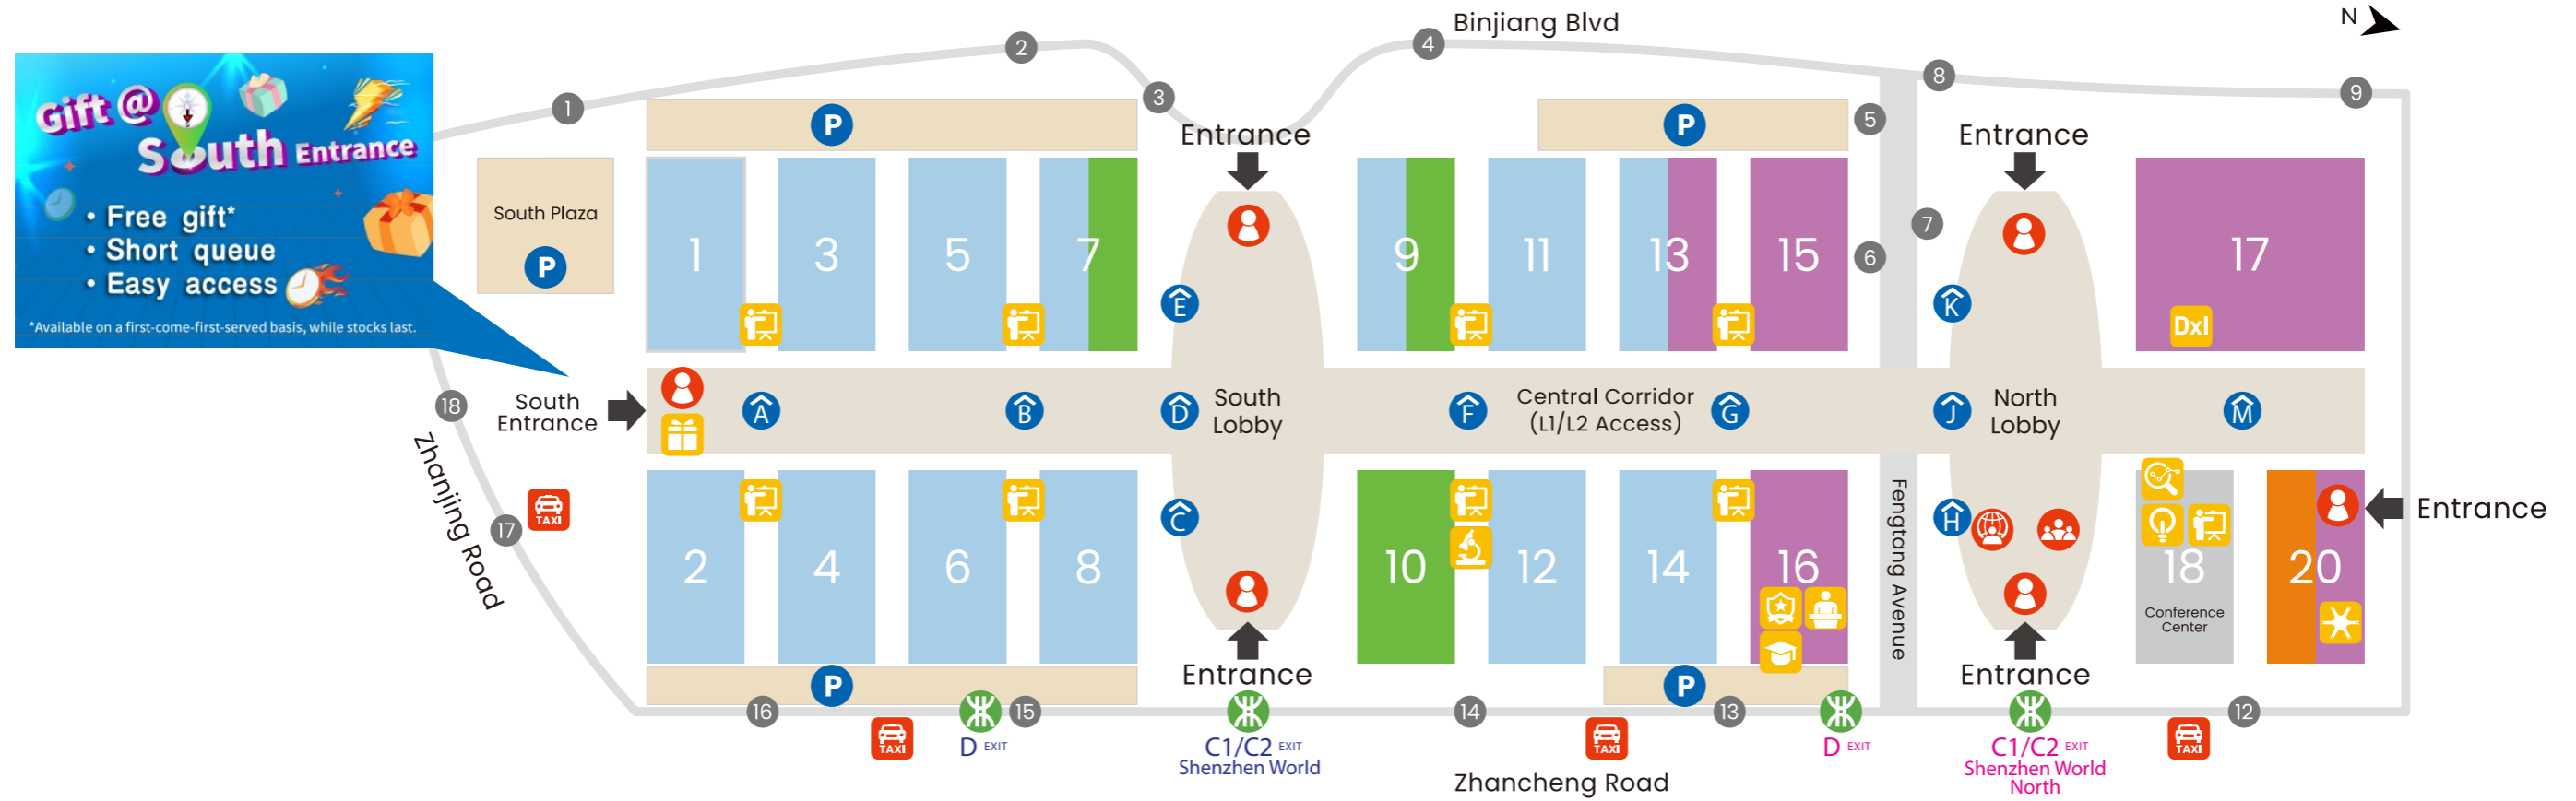 Binjiang Blvd
N
Gift @
South Entrance
• Free gift*
• Short queue
• Easy access
*Available on a first-come-first-served basis, while stocks last.
1
2
3
4
5
6
7
8
9
P
P
Entrance
Entrance
South Plaza
P
1
3
5
7
9
11
13
15
17
E
K
DxI
18
South
Entrance
A
B
D
South
Lobby
F
Central Corridor
(L1/L2 Access)
G
J
North
Lobby
M
Zhanjing Road
17
TAXI
C
H
Fengtang Avenue
Entrance
2
4
6
8
10
12
14
16
18
Conference
Center
20
P
P
Entrance
Entrance
16
15
14
13
12
TAXI
D EXIT
C1/C2 EXIT
Shenzhen World
TAXI
D EXIT
C1/C2 EXIT
Shenzhen World
North
TAXI
Zhancheng Road